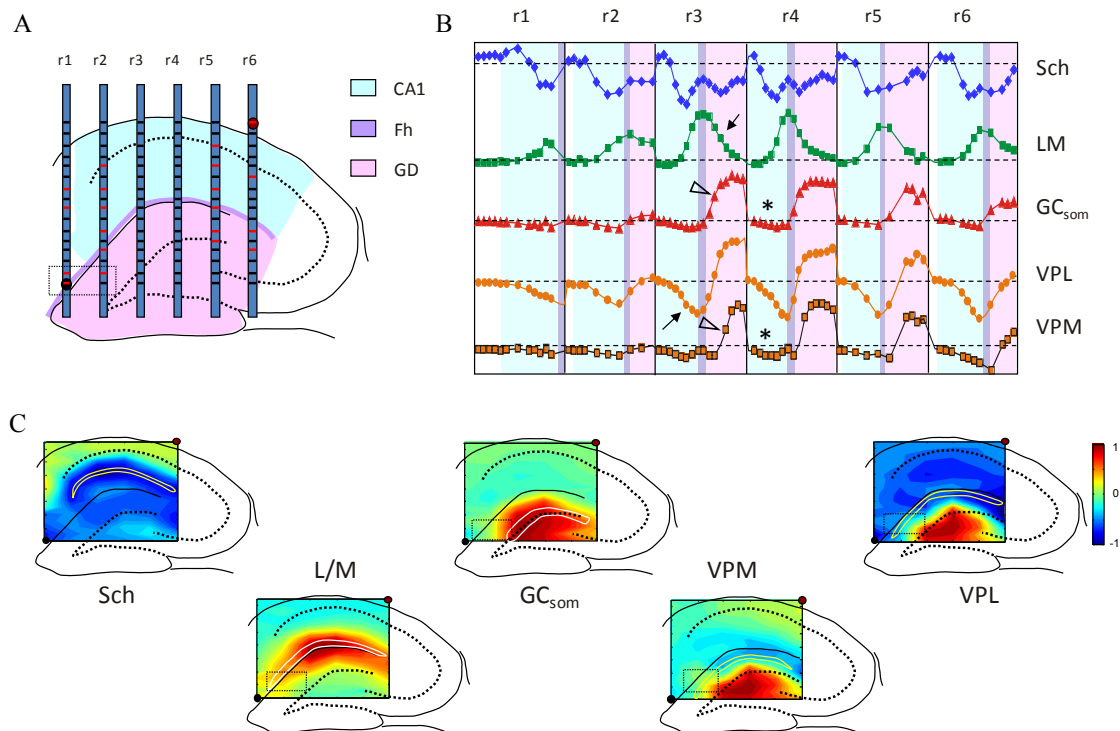 A
r1 r2 r3 r4 r5 r6
CA1
Fh
GD
B
r1 r2 r3 r4 r5 r6
Sch
LM
GCsom
VPL
VPM
*
*
C
Sch
L/M
GCsom
VPM
VPL
1
0
-1